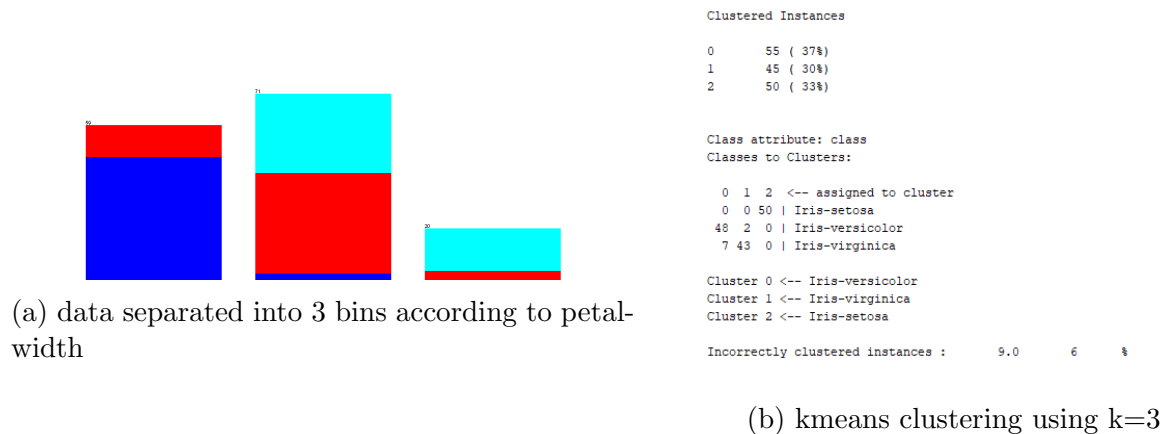 59
71
20
(a) data separated into 3 bins according to petal-
width
Clustered Instances
0 55 ( 37%)
1 45 ( 30%)
2 50 ( 33%)
Class attribute: class
Classes to Clusters:
0 1 2 <-- assigned to cluster
0 0 50 | Iris-setosa
48 2 0 | Iris-versicolor
7 43 0 | Iris-virginica
Cluster 0 <-- Iris-versicolor
Cluster 1 <-- Iris-virginica
Cluster 2 <-- Iris-setosa
Incorrectly clustered instances : 9.0 6 %
(b) kmeans clustering using k=3